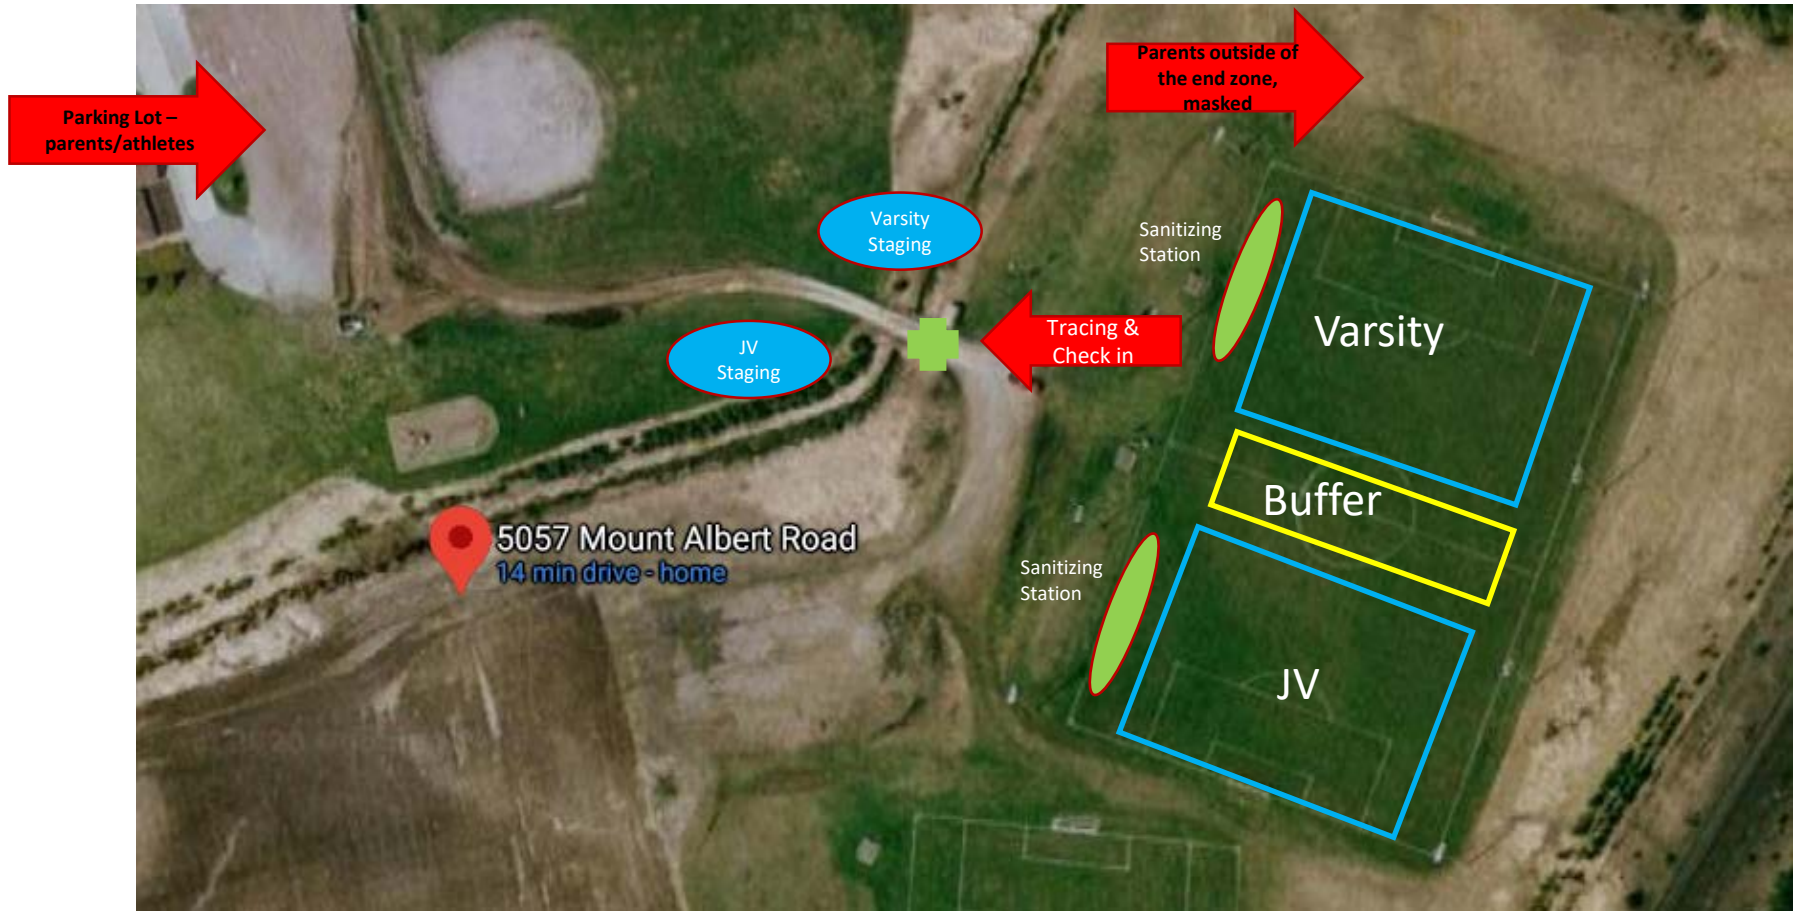 Parking Lot –
parents/athletes
Parents outside of
the end zone,
masked
Varsity
Staging
Sanitizing
Station
JV
Staging
Tracing &
Check in
Varsity
Buffer
5057 Mount Albert Road
14 min drive - home
Sanitizing
Station
JV